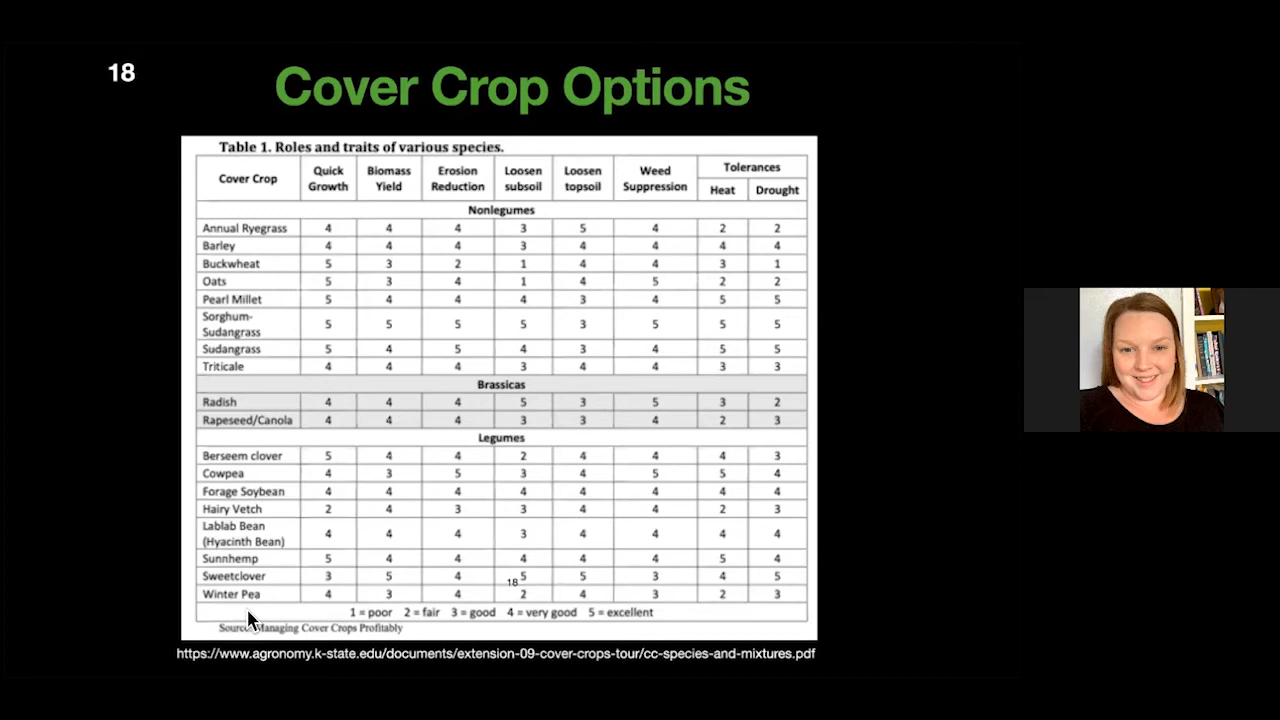 18
Cover Crop Options
Table 1. Roles and traits of various species.
Cover Crop Quick Growth Biomass Yield Erosion Reduction Loosen subsoil Loosen topsoil Weed Suppression Tolerances Heat Drought
Nonlegumes
Annual Ryegrass 4 4 4 3 5 4 2 2
Barley 4 4 4 3 4 4 4 4
Buckwheat 5 3 2 1 4 4 3 1
Oats 5 3 4 1 4 5 2 2
Pearl Millet 5 4 4 4 3 4 5 5
Sorghum-
Sudangrass 5 5 5 5 3 5 5 5
Sudangrass 5 4 5 4 3 4 5 5
Triticale 4 4 4 3 4 4 3 3
Brassicas
Radish 4 4 4 5 3 5 3 2
Rapeseed/Canola 4 4 4 3 3 4 2 3
Legumes
Berseem clover 5 4 4 2 4 4 4 3
Cowpea 4 3 5 3 4 5 5 4
Forage Soybean 4 4 4 4 4 4 4 4
Hairy Vetch 2 4 3 3 4 4 2 3
Lablab Bean
(Hyacinth Bean) 4 4 4 3 4 4 4 4
Sunnhemp 5 4 4 4 4 4 5 4
Sweetclover 3 5 4 5 5 3 4 5
18
Winter Pea 4 3 4 2 4 3 2 3
1 = poor 2 = fair 3 = good 4 = very good 5 = excellent
Source: Managing Cover Crops Profitably
https://www.agronomy.k-state.edu/documents/extension-09-cover-crops-tour/cc-species-and-mixtures.pdf